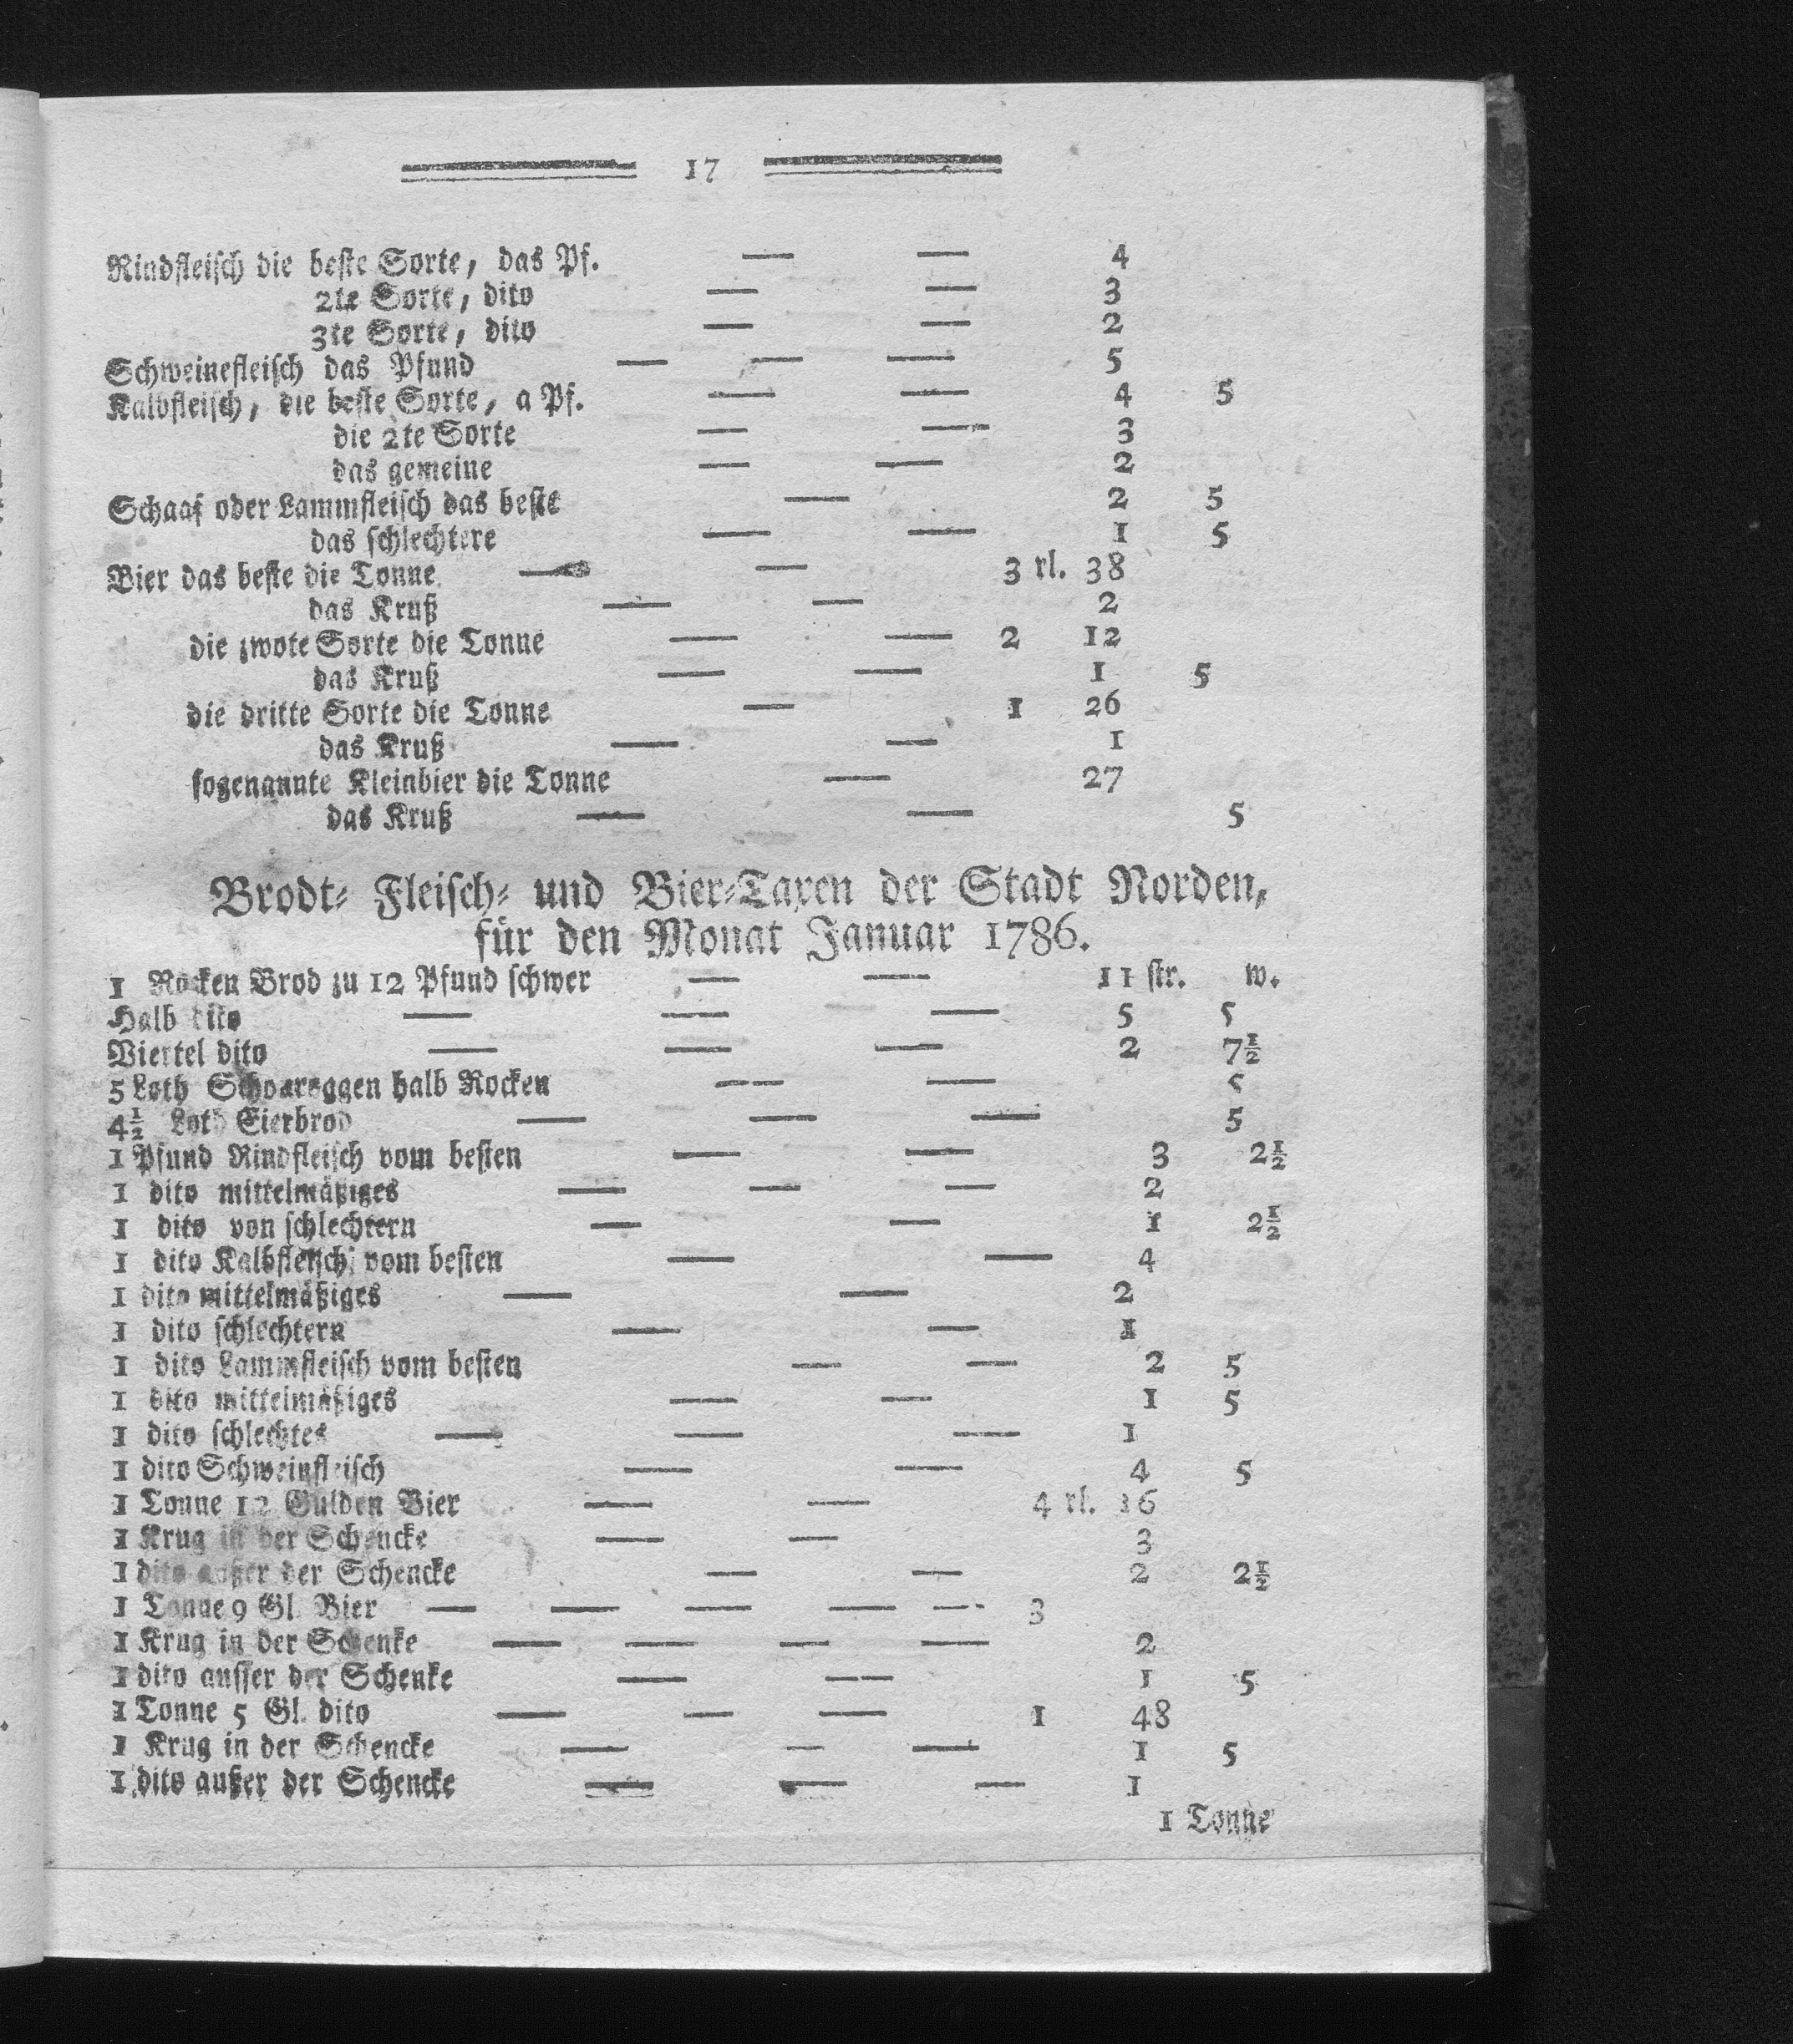 17
Rindfleisch die beste Sorte, das Pf. — — 4
2te Sorte, dito — — 3
3te Sorte, dito — — 2
Schweinefleisch das Pfund — — — 5
Kalbfleisch, die beste Sorte, a Pf. — — 4 5
die 2te Sorte — — 3
das gemeine — — 2
Schaaf oder Lammfleisch das beste — 2 5
das schlechtere — — 1 5
Bier das beste die Tonne — — 3 rl. 38
das Kruß — — 2
die zwote Sorte die Tonne — — 2 12
das Kruß — — 1 5
die dritte Sorte die Tonne — 1 26
das Kruß — — 1
sogenannte Kleinbier die Tonne — 27
das Kruß — — 5
Brodt- Fleisch- und Bier-Taxen der Stadt Norden,
für den Monat Januar 1786.
1 Rocken Brod zu 12 Pfund schwer — — 11 str. w.
Halb dito — — — 5 5
Viertel dito — — — 2 7½
5 Loth Schoaroggen halb Rocken — — 5
4½ Loth Eierbrod — — — 5
1 Pfund Rindfleisch vom besten — — 3 2½
1 dito mittelmäßiges — — — 2
1 dito von schlechtern — — 1 2½
1 dito Kalbfleisch vom besten — — 4
1 dito mittelmäßiges — — 2
1 dito schlechtern — — 1
1 dito Lammfleisch vom besten — — 2 5
1 dito mittelmäßiges — — 1 5
1 dito schlechtes — — — 1
1 dito Schweinfleisch — — 4 5
1 Tonne 12 Gulden Bier — — 4 rl. 16
1 Krug in der Schencke — — 3
1 dito außer der Schencke — — 2 2½
1 Tonne 9 Gl. Bier — — — — — 3
1 Krug in der Schenke — — — — 2
1 dito ausser der Schenke — — 1 5
1 Tonne 5 Gl. dito — — — 1 48
1 Krug in der Schencke — — — 1 5
1 dito außer der Schencke — — — 1
1 Tonne